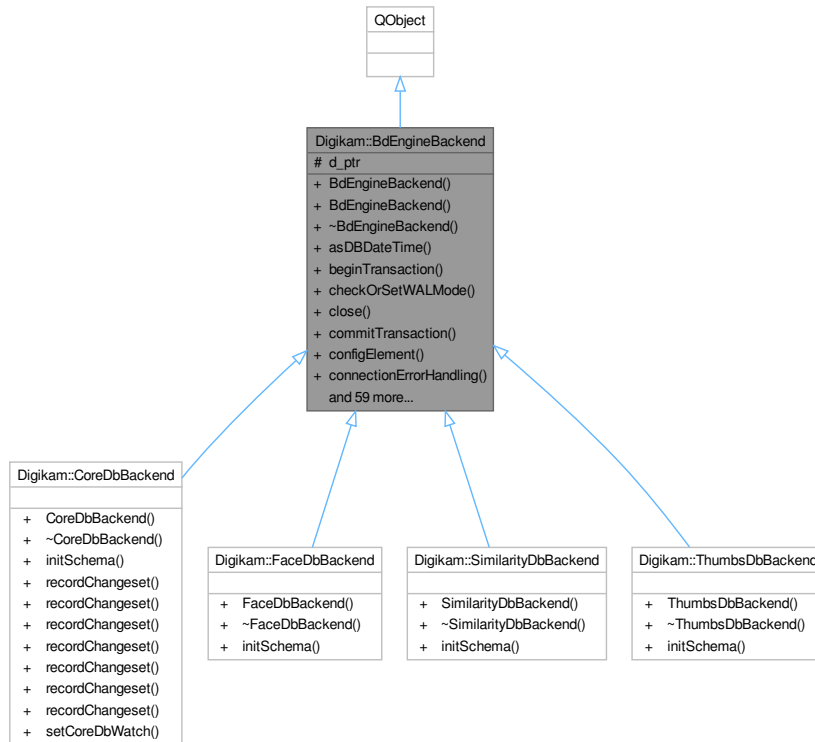 QObject
Digikam::BdEngineBackend
# d_ptr
+ BdEngineBackend()
+ BdEngineBackend()
+ ~BdEngineBackend()
+ asDBDateTime()
+ beginTransaction()
+ checkOrSetWALMode()
+ close()
+ commitTransaction()
+ configElement()
+ connectionErrorHandling()
and 59 more...
Digikam::CoreDbBackend
+ CoreDbBackend()
+ ~CoreDbBackend()
+ initSchema()
+ recordChangeset()
+ recordChangeset()
+ recordChangeset()
+ recordChangeset()
+ recordChangeset()
+ recordChangeset()
+ recordChangeset()
+ setCoreDbWatch()
Digikam::FaceDbBackend
+ FaceDbBackend()
+ ~FaceDbBackend()
+ initSchema()
Digikam::SimilarityDbBackend
+ SimilarityDbBackend()
+ ~SimilarityDbBackend()
+ initSchema()
Digikam::ThumbsDbBackend
+ ThumbsDbBackend()
+ ~ThumbsDbBackend()
+ initSchema()